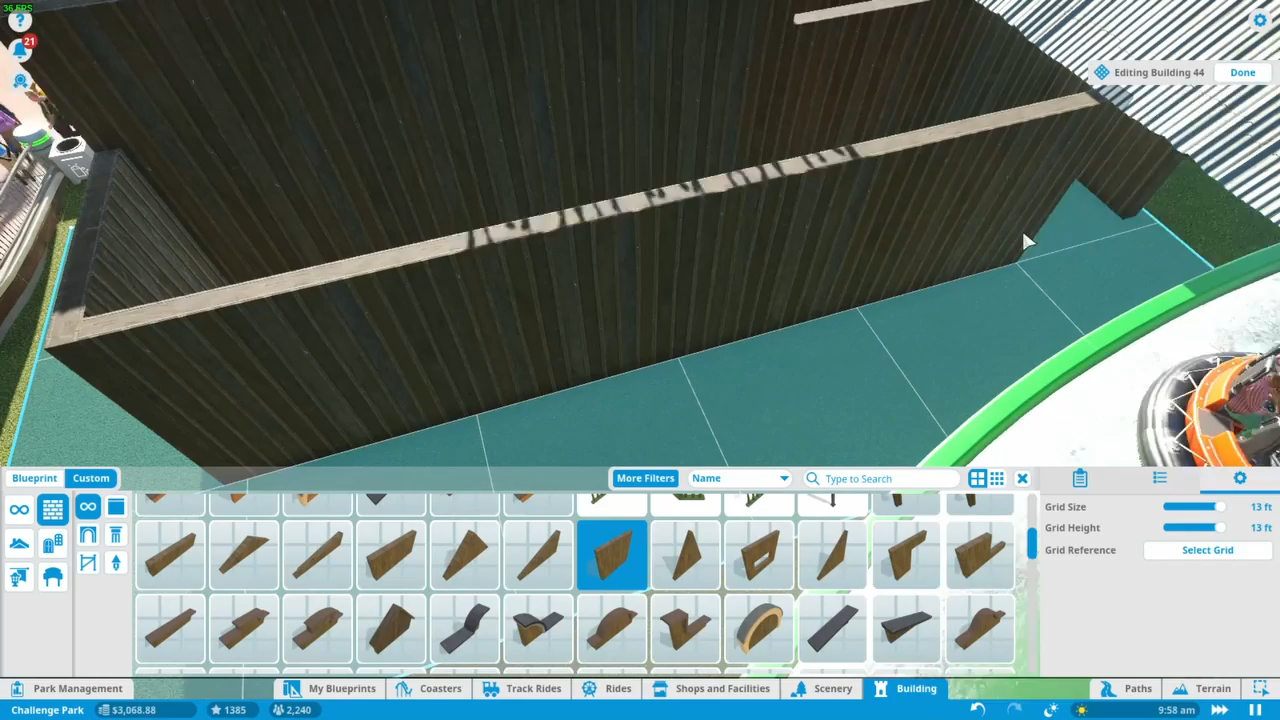 36 FPS
?
21
Editing Building 44
Done
Blueprint
Custom
More Filters
Name
Type to Search
Grid Size
13 ft
Grid Height
13 ft
Grid Reference
Select Grid
Park Management
My Blueprints
Coasters
Track Rides
Rides
Shops and Facilities
Scenery
Building
Paths
Terrain
Challenge Park
$3,068.88
1385
2,240
9:58 am